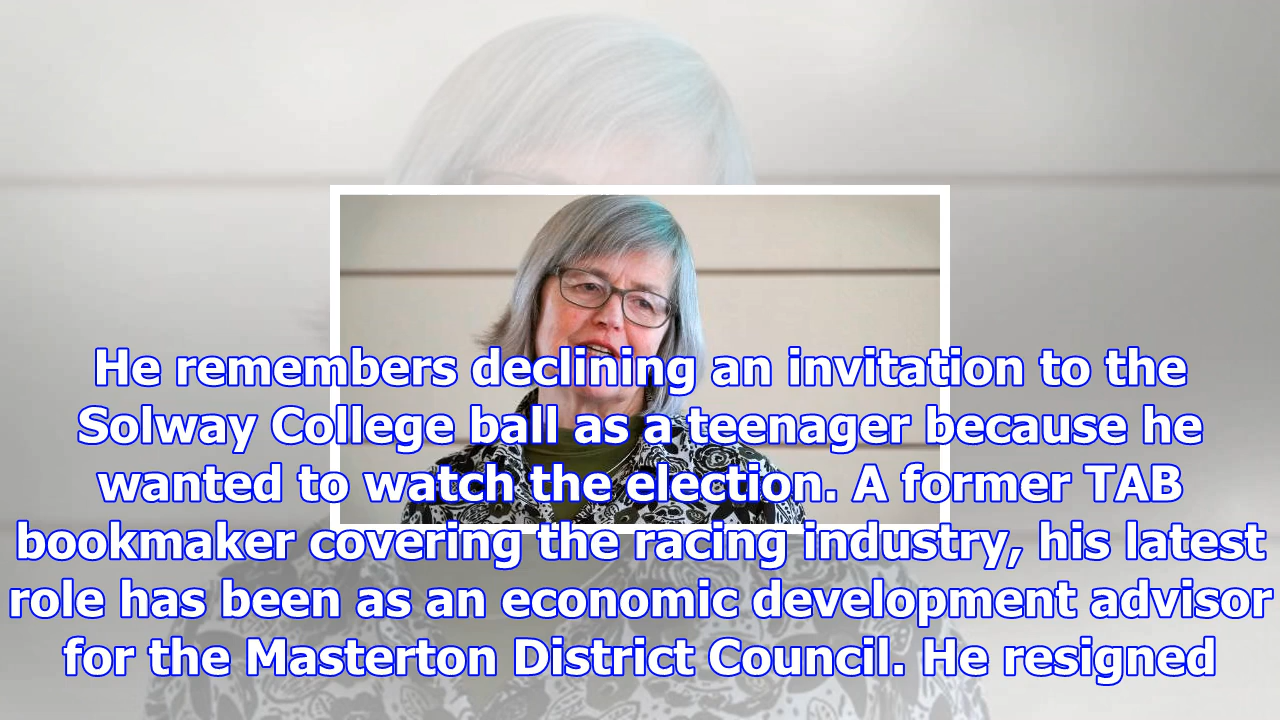 He remembers declining an invitation to the
Solway College ball as a teenager because he
wanted to watch the election. A former TAB
bookmaker covering the racing industry, his latest
role has been as an economic development advisor
for the Masterton District Council. He resigned